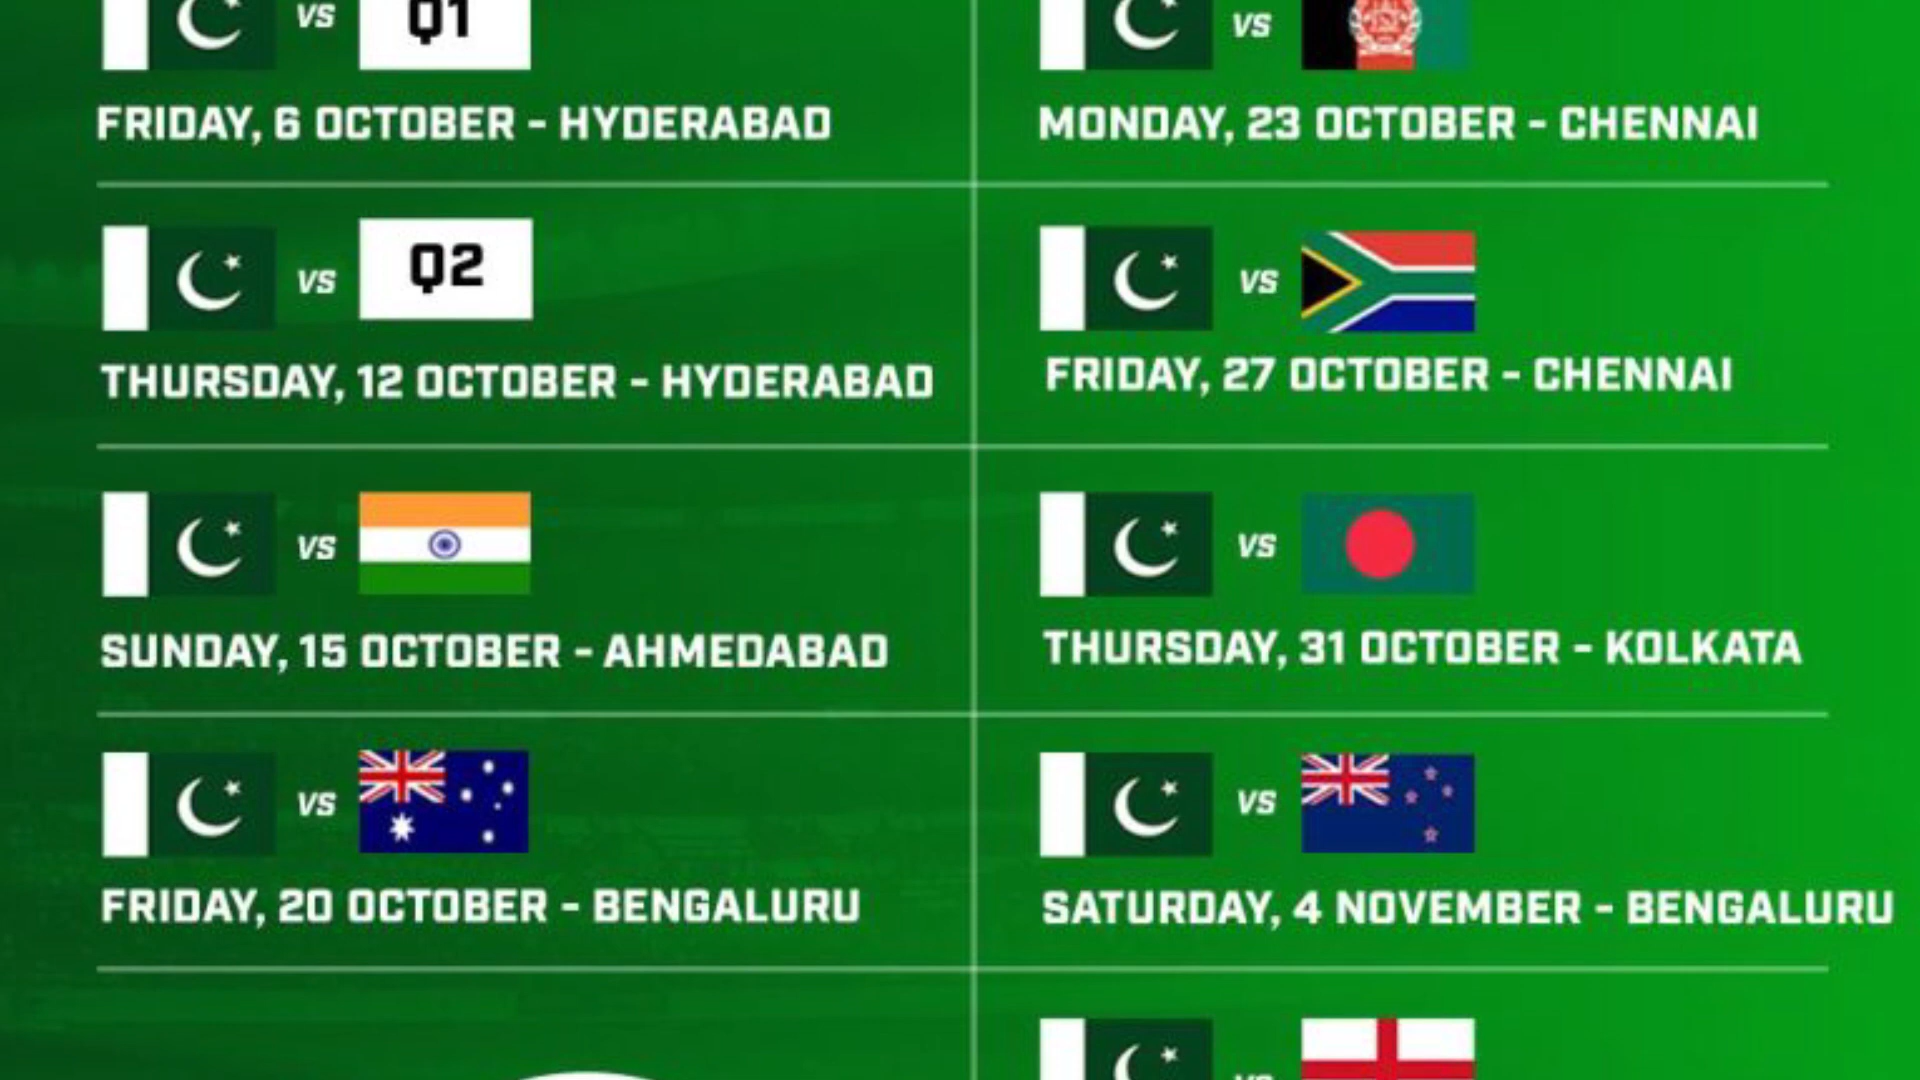 VS Q1
FRIDAY, 6 OCTOBER - HYDERABAD
VS Q2
THURSDAY, 12 OCTOBER - HYDERABAD
VS
SUNDAY, 15 OCTOBER - AHMEDABAD
VS
FRIDAY, 20 OCTOBER - BENGALURU
VS
MONDAY, 23 OCTOBER - CHENNAI
VS
FRIDAY, 27 OCTOBER - CHENNAI
VS
THURSDAY, 31 OCTOBER - KOLKATA
VS
SATURDAY, 4 NOVEMBER - BENGALURU
VS